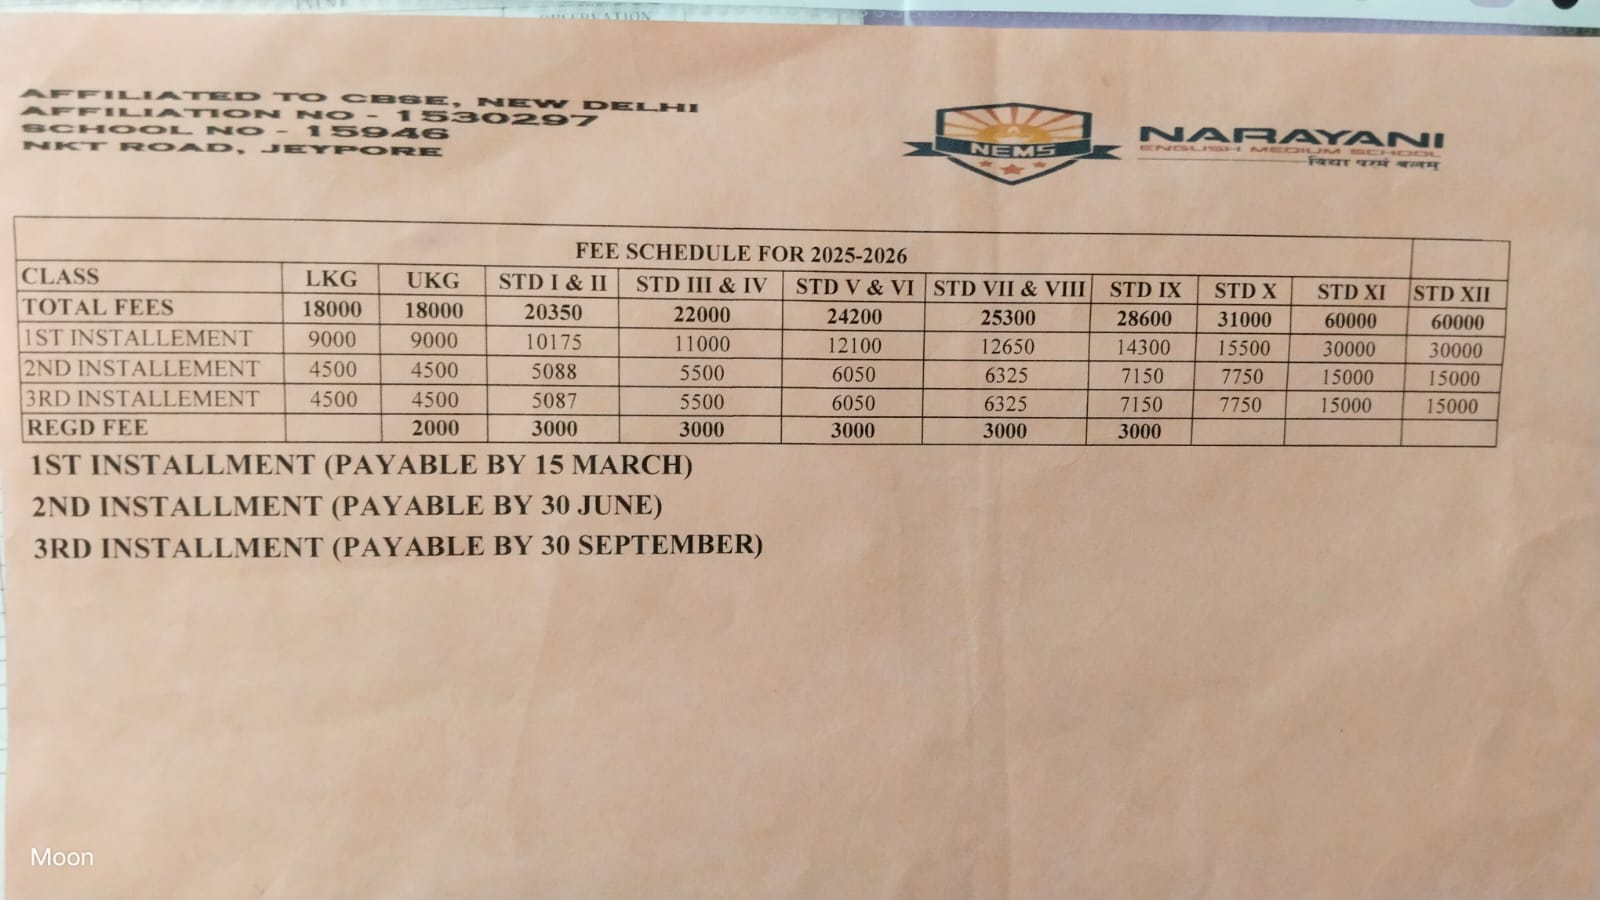 AFFILIATED TO CBSE, NEW DELHI
AFFILIATION NO - 1530297
SCHOOL NO - 15946
NKT ROAD, JEYPORE
NEMS
NARAYANI
ENGLISH MEDIUM SCHOOL
विद्या परमं बलम्
FEE SCHEDULE FOR 2025-2026
CLASS LKG UKG STD I & II STD III & IV STD V & VI STD VII & VIII STD IX STD X STD XI STD XII
TOTAL FEES 18000 18000 20350 22000 24200 25300 28600 31000 60000 60000
1ST INSTALLEMENT 9000 9000 10175 11000 12100 12650 14300 15500 30000 30000
2ND INSTALLEMENT 4500 4500 5088 5500 6050 6325 7150 7750 15000 15000
3RD INSTALLEMENT 4500 4500 5087 5500 6050 6325 7150 7750 15000 15000
REGD FEE 2000 3000 3000 3000 3000 3000
1ST INSTALLMENT (PAYABLE BY 15 MARCH)
2ND INSTALLMENT (PAYABLE BY 30 JUNE)
3RD INSTALLMENT (PAYABLE BY 30 SEPTEMBER)
Moon